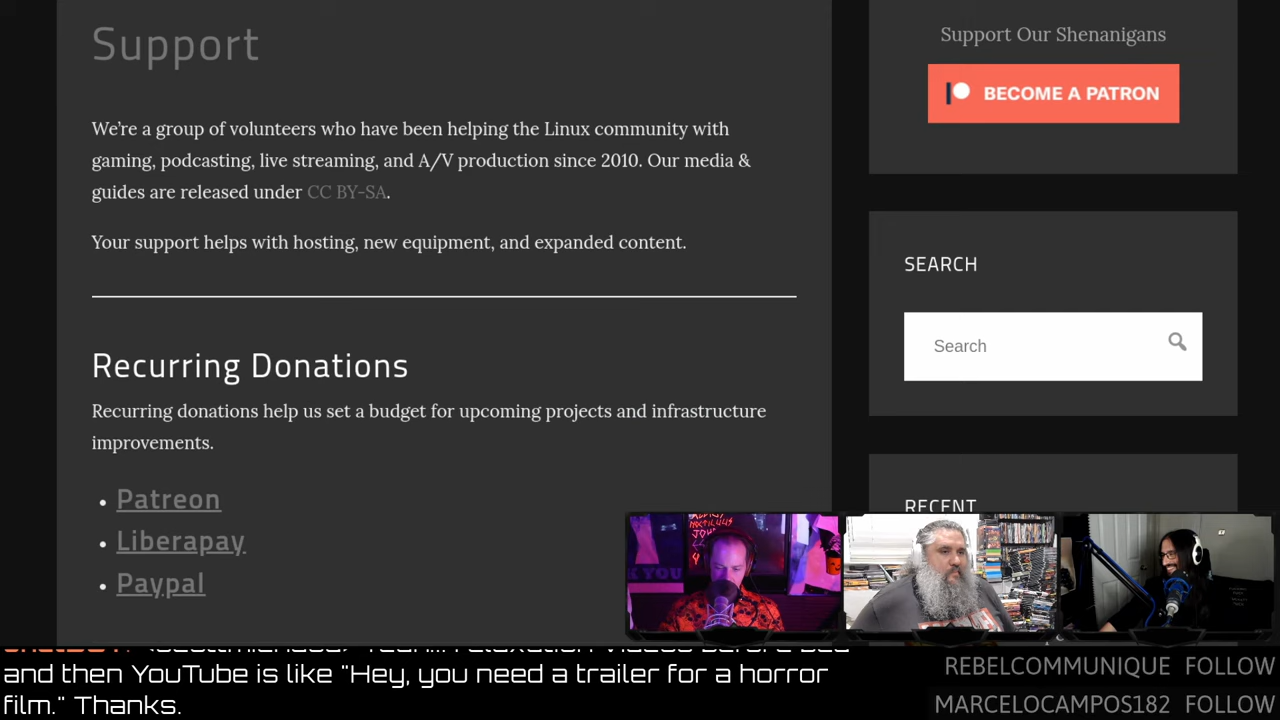 Support
We're a group of volunteers who have been helping the Linux community with
gaming, podcasting, live streaming, and A/V production since 2010. Our media &
guides are released under CC BY-SA.
Your support helps with hosting, new equipment, and expanded content.
Recurring Donations
Recurring donations help us set a budget for upcoming projects and infrastructure
improvements.
• Patreon
• Liberapay
• Paypal
Support Our Shenanigans
BECOME A PATRON
SEARCH
Search
RECENT
and then YouTube is like "Hey, you need a trailer for a horror
film." Thanks.
REBELCOMMUNIQUE FOLLOW
MARCELOCAMPOS182 FOLLOW